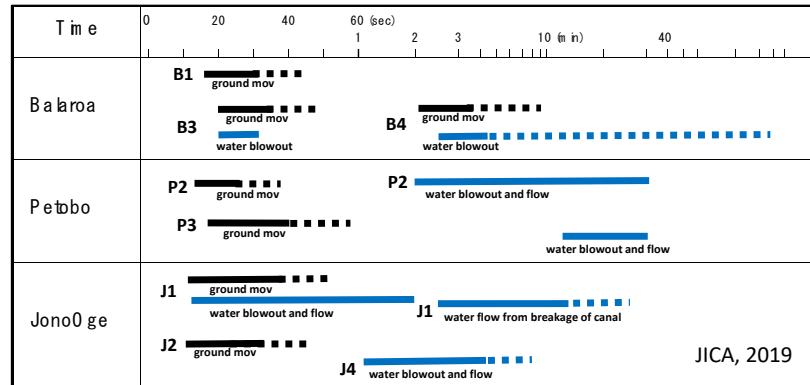 Time
0 20 40 60 (sec)
1 2 3 10 (min) 40
Balaroa
B1
ground mov
ground mov
B3
water blowout
B4
ground mov
water blowout
Petobo
P2
ground mov
P2
water blowout and flow
P3
ground mov
water blowout and flow
JonoOge
J1
ground mov
water blowout and flow
J1
water flow from breakage of canal
J2
ground mov
J4
water blowout and flow
JICA, 2019